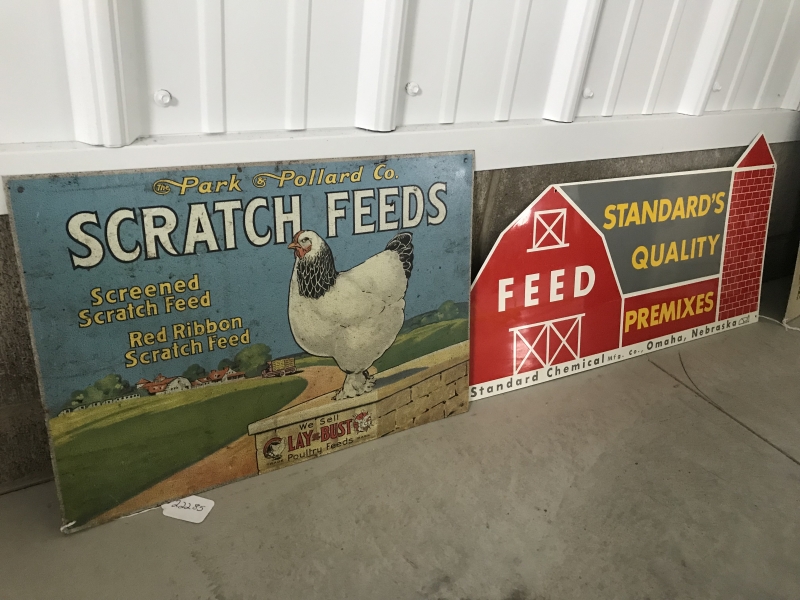 The Park & Pollard Co.
SCRATCH FEEDS
Screened
Scratch Feed
Red Ribbon
Scratch Feed
We Sell
LAY OR BUST
Poultry Feeds
22285
FEED
STANDARD'S
QUALITY
PREMIXES
Standard Chemical Mfg. Co., Omaha, Nebraska